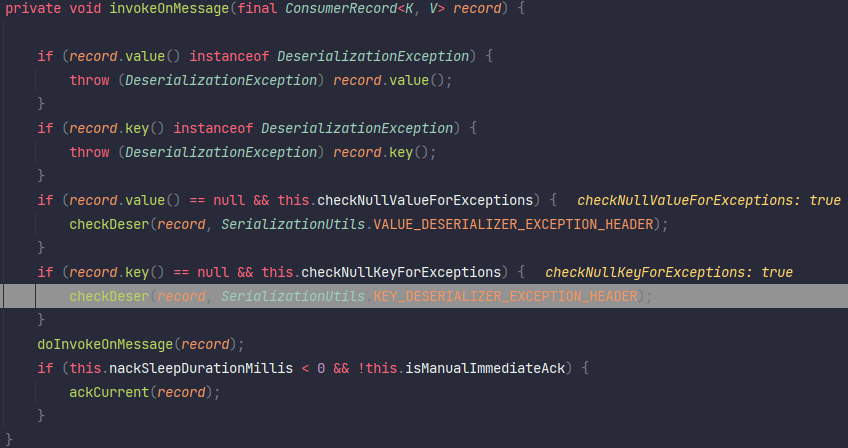 private void invokeOnMessage(final ConsumerRecord<K, V> record) {
if (record.value() instanceof DeserializationException) {
throw (DeserializationException) record.value();
}
if (record.key() instanceof DeserializationException) {
throw (DeserializationException) record.key();
}
if (record.value() == null && this.checkNullValueForExceptions) { checkNullValueForExceptions: true
checkDeser(record, SerializationUtils.VALUE_DESERIALIZER_EXCEPTION_HEADER);
}
if (record.key() == null && this.checkNullKeyForExceptions) { checkNullKeyForExceptions: true
checkDeser(record, SerializationUtils.KEY_DESERIALIZER_EXCEPTION_HEADER);
}
doInvokeOnMessage(record);
if (this.nackSleepDurationMillis < 0 && !this.isManualImmediateAck) {
ackCurrent(record);
}
}